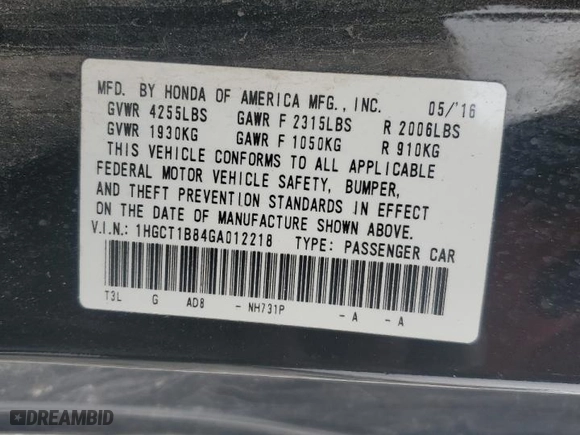 MFD. BY HONDA OF AMERICA MFG., INC. 05/'16
GVWR 4255LBS GAWR F 2315LBS R 2006LBS
GVWR 1930KG GAWR F 1050KG R 910KG
THIS VEHICLE CONFORMS TO ALL APPLICABLE
FEDERAL MOTOR VEHICLE SAFETY, BUMPER,
AND THEFT PREVENTION STANDARDS IN EFFECT
ON THE DATE OF MANUFACTURE SHOWN ABOVE.
V.I.N.: 1HGCT1B84GA012218 TYPE: PASSENGER CAR
T3L G AD8 - NH731P - A - A
DREAMBID